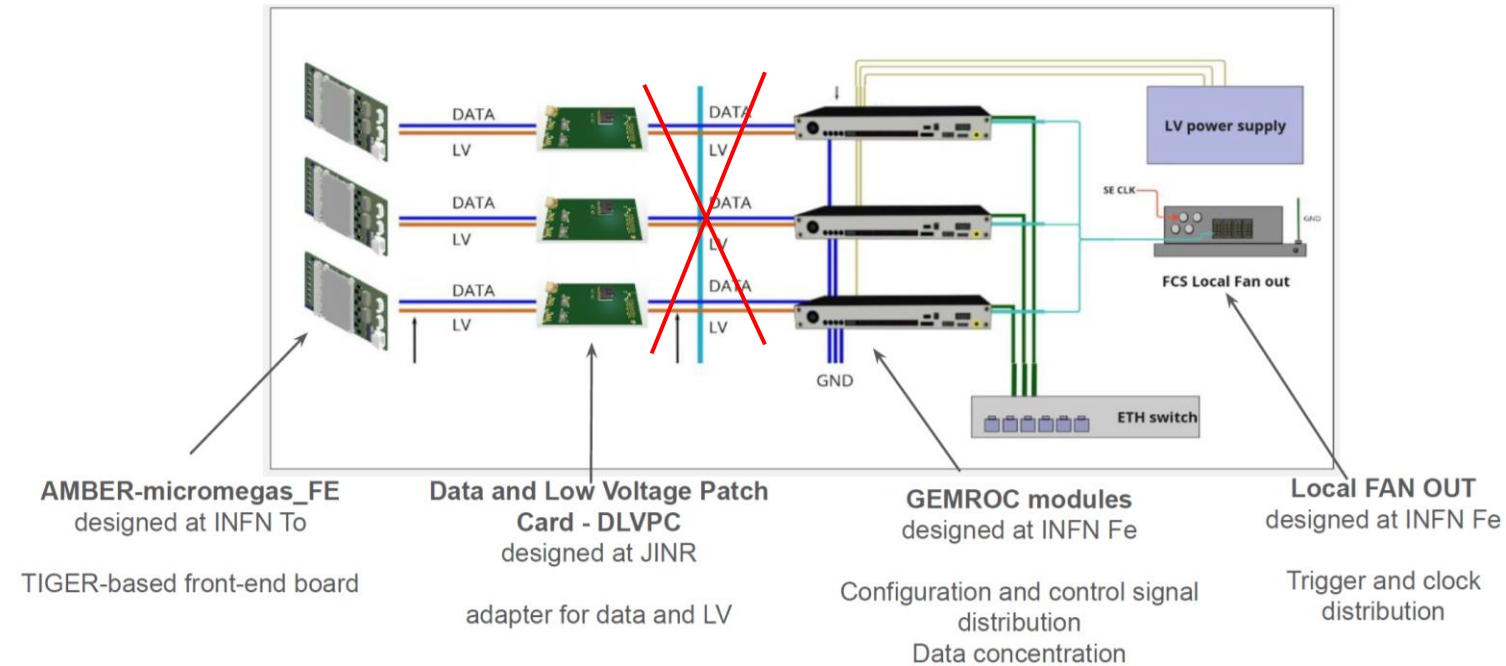 DATA
LV
DATA
LV
LV power supply
SE CLK
GND
FCS Local Fan out
DATA
LV
DATA
LV
DATA
LV
DATA
LV
GND
ETH switch
AMBER-micromegas_FE
designed at INFN To
TIGER-based front-end board
Data and Low Voltage Patch
Card - DLVPC
designed at JINR
adapter for data and LV
GEMROC modules
designed at INFN Fe
Configuration and control signal
distribution
Data concentration
Local FAN OUT
designed at INFN Fe
Trigger and clock
distribution